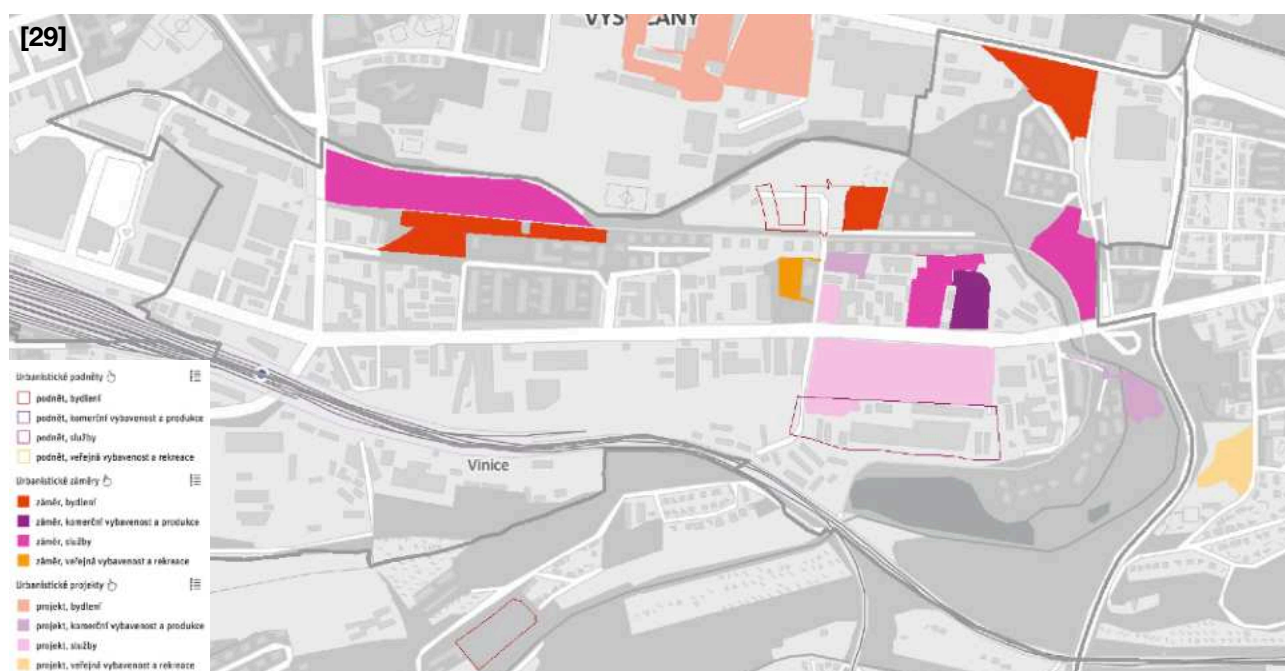 [29]
VYSOČANY
Vinice
Urbanistické podněty
podnět, bydlení
podnět, komerční vybavenost a produkce
podnět, služby
podnět, veřejná vybavenost a rekreace
Urbanistické záměry
záměr, bydlení
záměr, komerční vybavenost a produkce
záměr, služby
záměr, veřejná vybavenost a rekreace
Urbanistické projekty
projekt, bydlení
projekt, komerční vybavenost a produkce
projekt, služby
projekt, veřejná vybavenost a rekreace